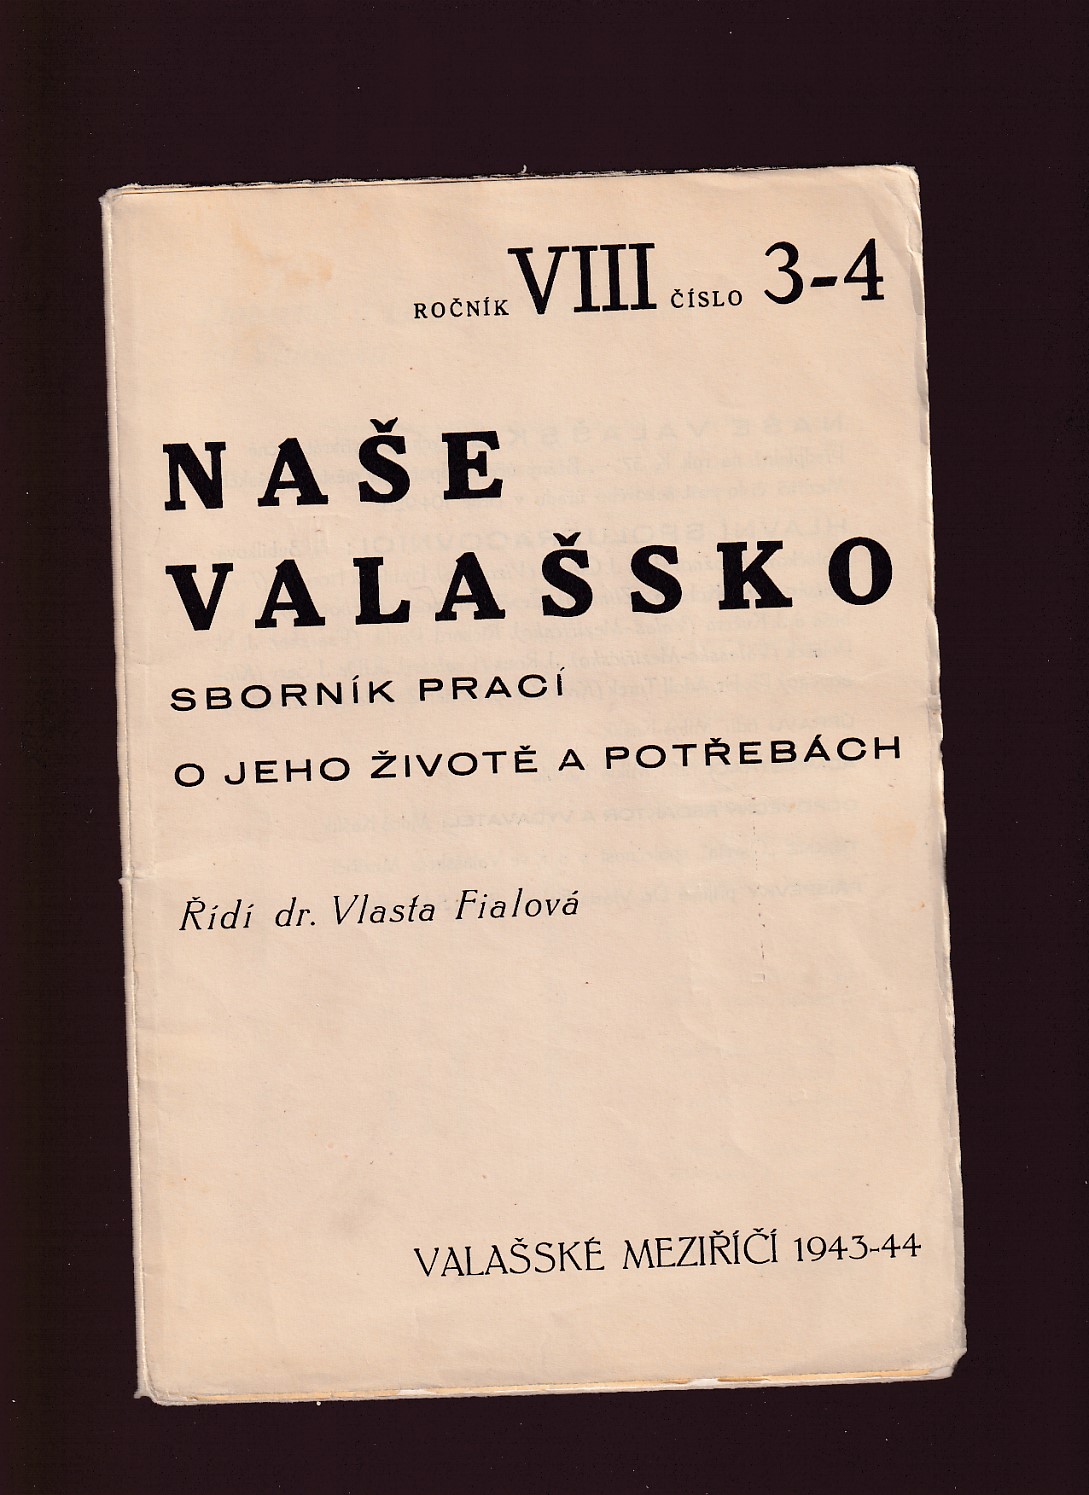 ROČNÍK VIII ČÍSLO 3-4
NAŠE
VALAŠSKO
SBORNÍK PRACÍ
O JEHO ŽIVOTĚ A POTŘEBÁCH
Řídí dr. Vlasta Fialová
VALAŠSKÉ MEZIŘÍČÍ 1943-44